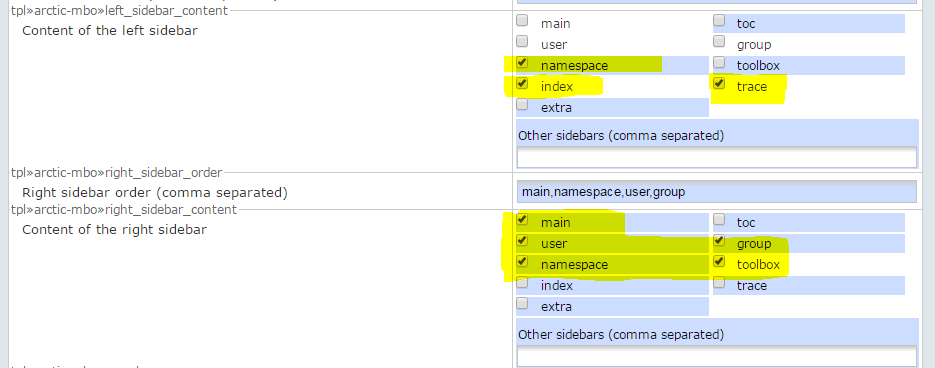 tpl»arctic-mbo»left_sidebar_content
Content of the left sidebar
main toc
user group
namespace toolbox
index trace
extra
Other sidebars (comma separated)
tpl»arctic-mbo»right_sidebar_order
Right sidebar order (comma separated) main,namespace,user,group
tpl»arctic-mbo»right_sidebar_content
Content of the right sidebar
main toc
user group
namespace toolbox
index trace
extra
Other sidebars (comma separated)